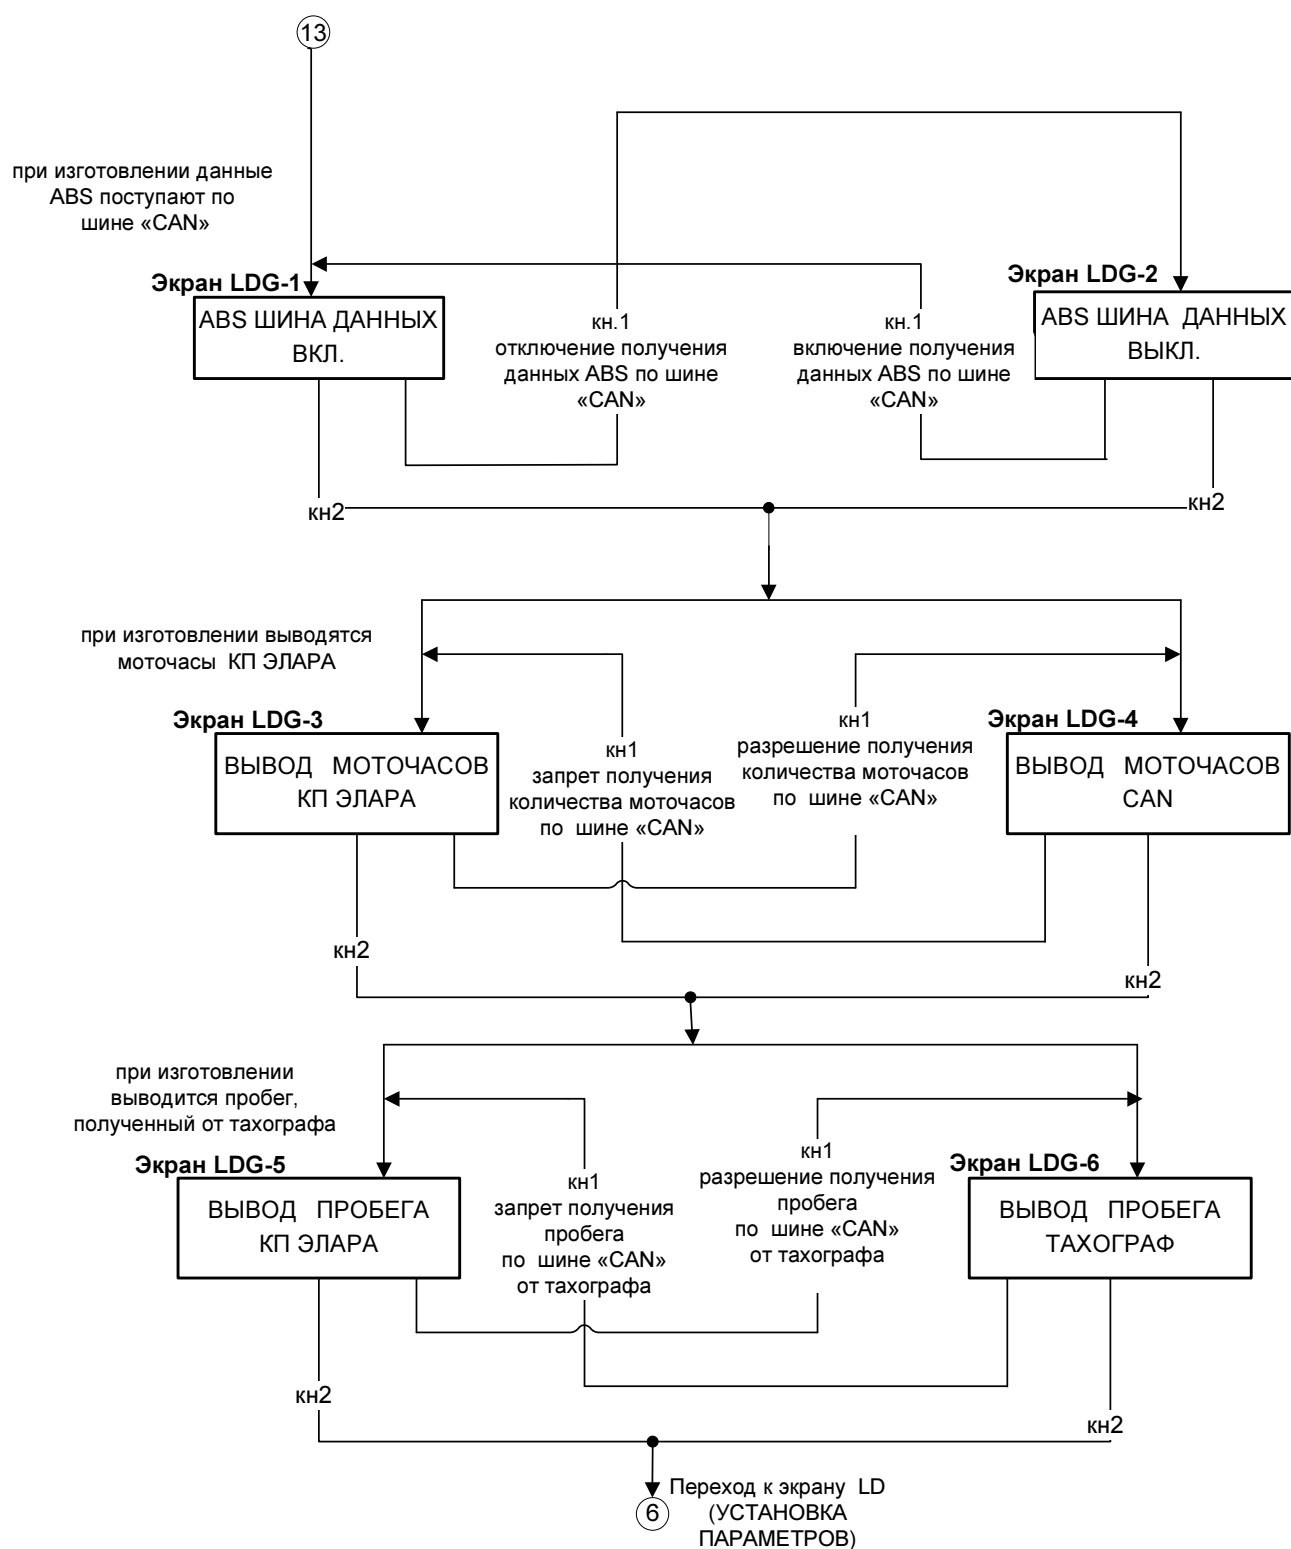 13
при изготовлении данные
ABS поступают по
шине «CAN»
Экран LDG-1
ABS ШИНА ДАННЫХ
ВКЛ.
кн.1
отключение получения
данных ABS по шине
«CAN»
кн.1
включение получения
данных ABS по шине
«CAN»
Экран LDG-2
ABS ШИНА ДАННЫХ
ВЫКЛ.
кн2
кн2
при изготовлении выводятся
моточасы КП ЭЛАРА
Экран LDG-3
ВЫВОД МОТОЧАСОВ
КП ЭЛАРА
кн1
запрет получения
количества моточасов
по шине «CAN»
кн1
разрешение получения
количества моточасов
по шине «CAN»
Экран LDG-4
ВЫВОД МОТОЧАСОВ
CAN
кн2
кн2
при изготовлении
выводится пробег,
полученный от тахографа
Экран LDG-5
ВЫВОД ПРОБЕГА
КП ЭЛАРА
кн1
запрет получения
пробега
по шине «CAN»
от тахографа
кн1
разрешение получения
пробега
по шине «CAN»
от тахографа
Экран LDG-6
ВЫВОД ПРОБЕГА
ТАХОГРАФ
кн2
кн2
6
Переход к экрану LD
(УСТАНОВКА
ПАРАМЕТРОВ)